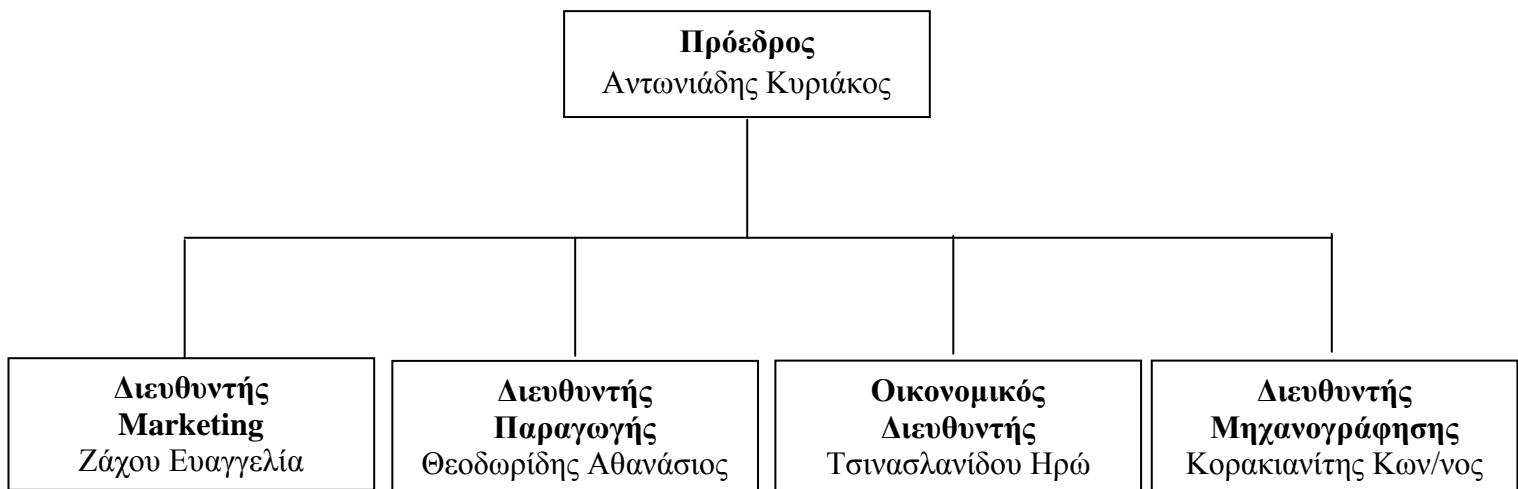 Πρόεδρος
Αντωνιάδης Κυριάκος
Διευθυντής
Marketing
Ζάχου Ευαγγελία
Διευθυντής
Παραγωγής
Θεοδωρίδης Αθανάσιος
Οικονομικός
Διευθυντής
Τσινασλανίδου Ηρώ
Διευθυντής
Μηχανογράφησης
Κορακιανίτης Κων/νος